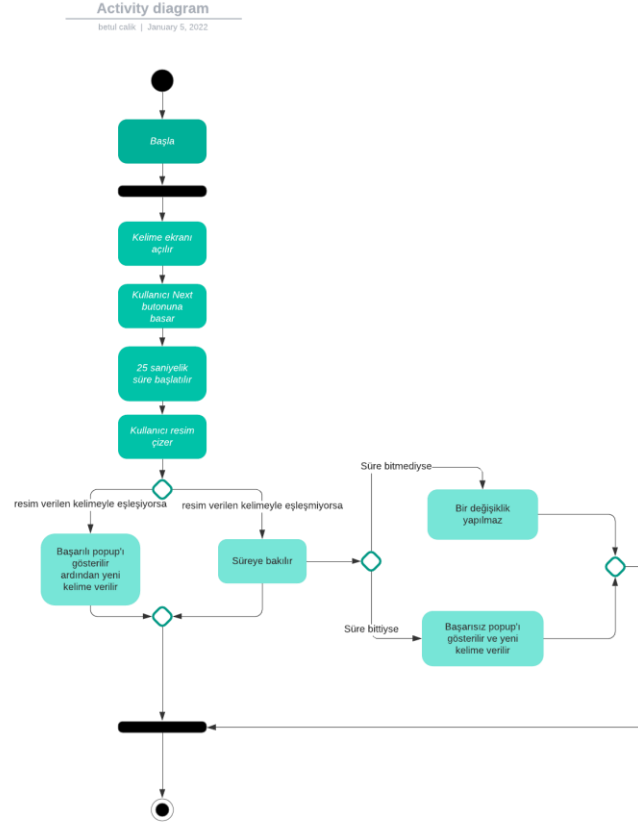 Activity diagram
betul calik | January 5, 2022
Başla
Kelime ekranı
açılır
Kullanıcı Next
butonuna
basar
25 saniyelik
süre başlatılır
Kullanıcı resim
çizer
resim verilen kelimeyle eşleşiyorsa
resim verilen kelimeyle eşleşmiyorsa
Başarılı popup'ı
gösterilir
ardından yeni
kelime verilir
Süreye bakılır
Süre bitmediyse
Bir değişiklik
yapılmaz
Süre bittiyse
Başarısız popup'ı
gösterilir ve yeni
kelime verilir